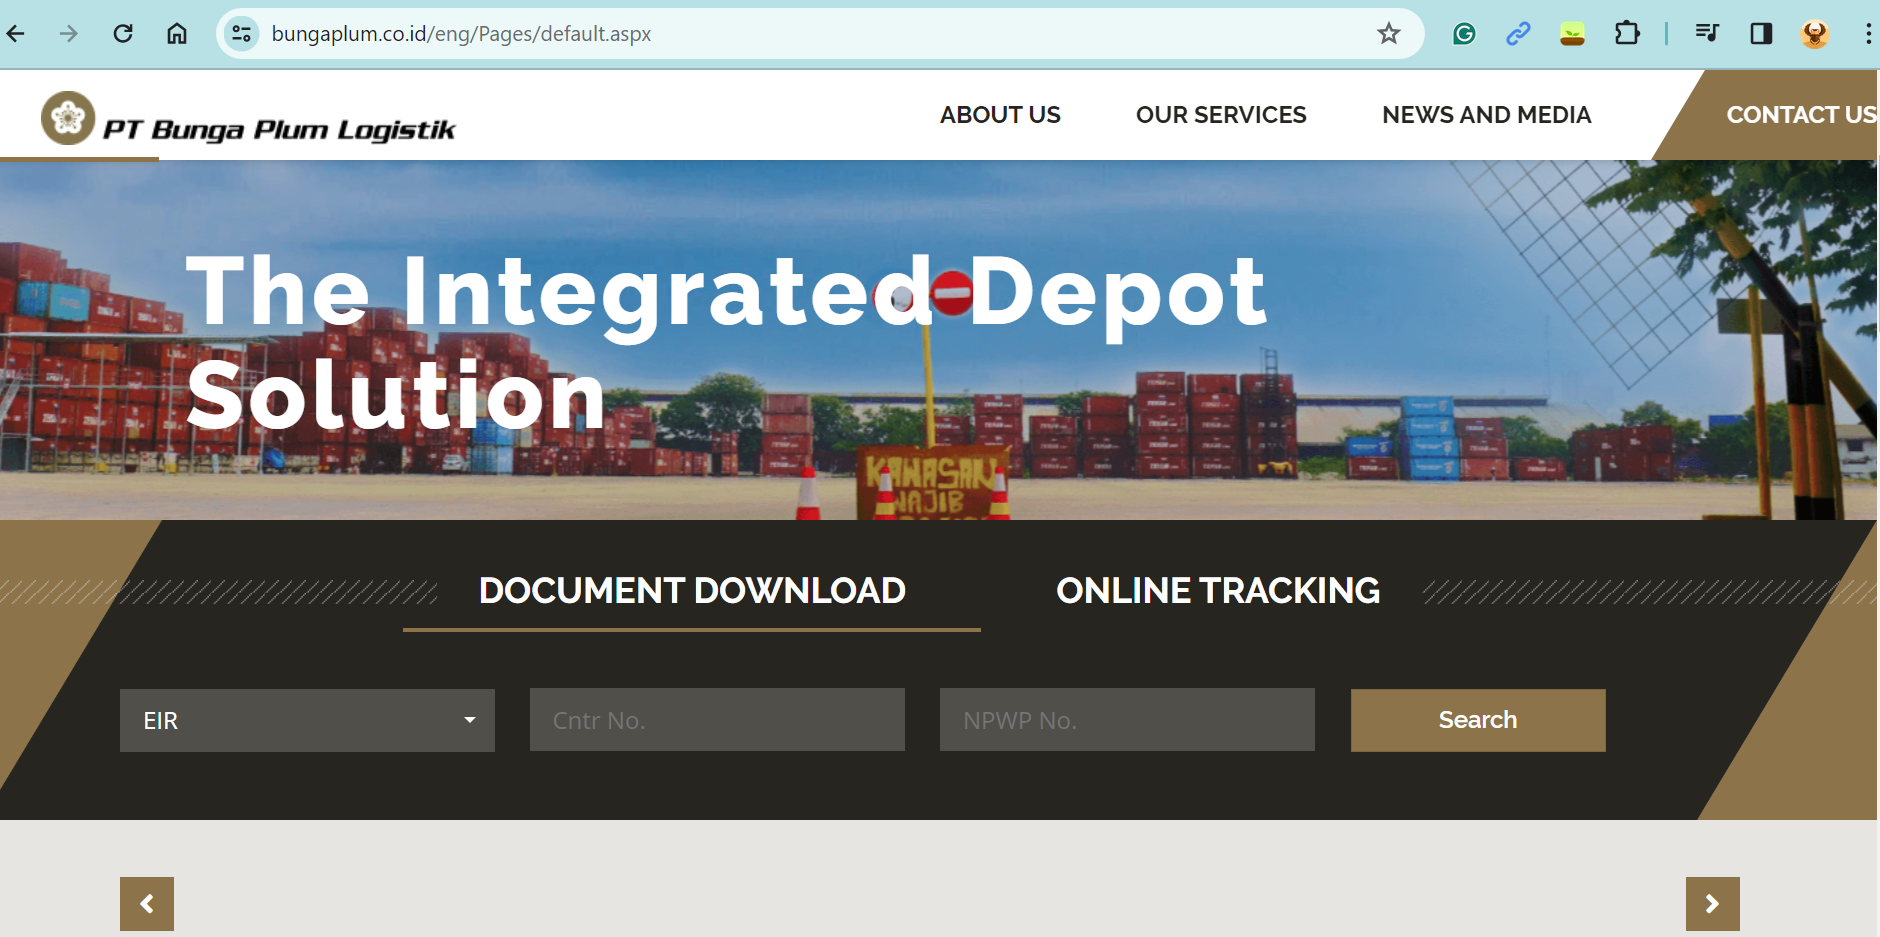 bungaplum.co.id/eng/Pages/default.aspx
PT Bunga Plum Logistik
ABOUT US
OUR SERVICES
NEWS AND MEDIA
CONTACT US
The Integrated Depot
Solution
KAWASAN
WAJIB
DOCUMENT DOWNLOAD
ONLINE TRACKING
EIR
Cntr No.
NPWP No.
Search